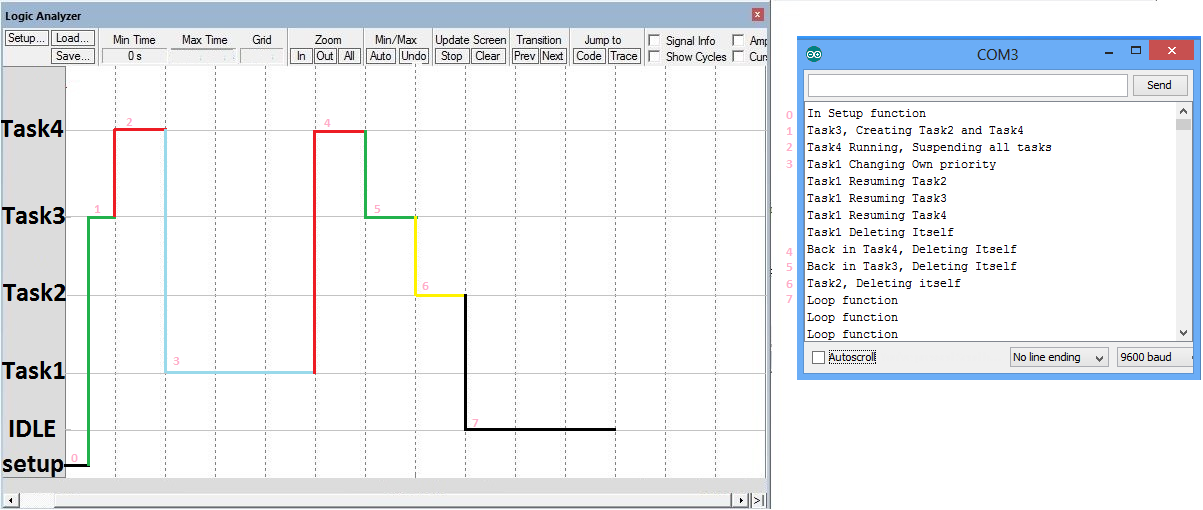 Logic Analyzer
Setup... Load... Min Time Max Time Grid Zoom Min/Max Update Screen Transition Jump to Signal Info
Save... 0 s In Out All Auto Undo Stop Clear Prev Next Code Trace Show Cycles
Task4
Task3
Task2
Task1
IDLE
setup
0
1
2
3
4
5
6
7
>|
COM3
Send
0 In Setup function
1 Task3, Creating Task2 and Task4
2 Task4 Running, Suspending all tasks
3 Task1 Changing Own priority
Task1 Resuming Task2
Task1 Resuming Task3
Task1 Resuming Task4
Task1 Deleting Itself
4 Back in Task4, Deleting Itself
5 Back in Task3, Deleting Itself
6 Task2, Deleting itself
7 Loop function
Loop function
Loop function
Autoscroll No line ending 9600 baud